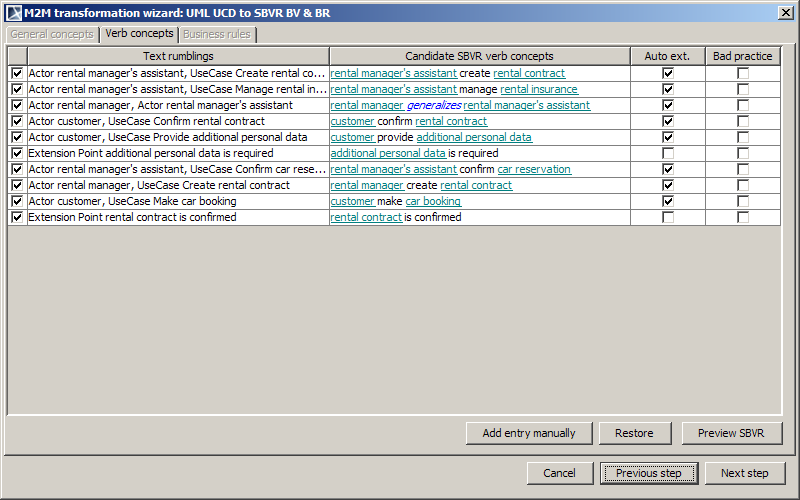 M2M transformation wizard: UML UCD to SBVR BV & BR
General concepts Verb concepts Business rules
Text rumblings Candidate SBVR verb concepts Auto ext. Bad practice
Actor rental manager's assistant, UseCase Create rental co... rental manager's assistant create rental contract
Actor rental manager's assistant, UseCase Manage rental in... rental manager's assistant manage rental insurance
Actor rental manager, Actor rental manager's assistant rental manager generalizes rental manager's assistant
Actor customer, UseCase Confirm rental contract customer confirm rental contract
Actor customer, UseCase Provide additional personal data customer provide additional personal data
Extension Point additional personal data is required additional personal data is required
Actor rental manager's assistant, UseCase Confirm car rese... rental manager's assistant confirm car reservation
Actor rental manager, UseCase Create rental contract rental manager create rental contract
Actor customer, UseCase Make car booking customer make car booking
Extension Point rental contract is confirmed rental contract is confirmed
Add entry manually Restore Preview SBVR
Cancel Previous step Next step